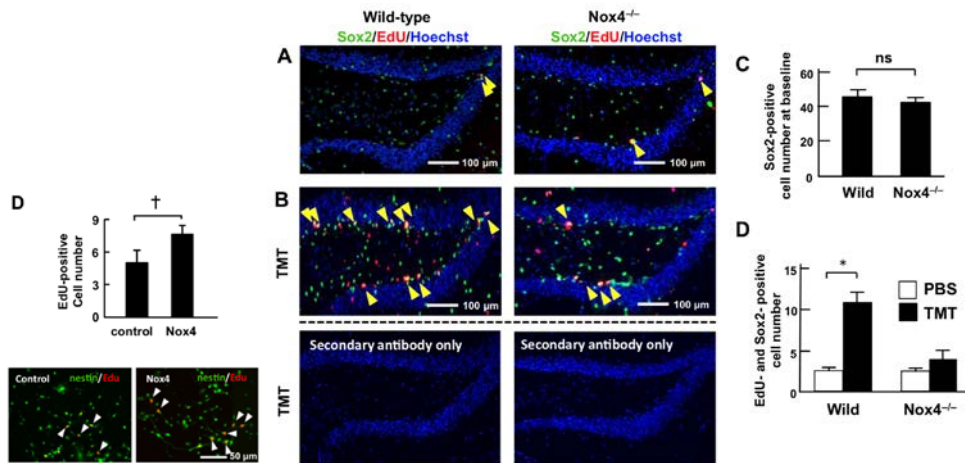 D
†
EdU-positive
Cell number
9
6
3
0
control
Nox4
Control
nestin/Edu
Nox4
nestin/Edu
50 µm
Wild-type
Nox4–/–
Sox2/EdU/Hoechst
Sox2/EdU/Hoechst
A
100 µm
100 µm
B
TMT
100 µm
100 µm
TMT
Secondary antibody only
Secondary antibody only
C
ns
Sox2-positive
cell number at baseline
60
40
20
0
Wild
Nox4–/–
D
*
EdU- and Sox2- positive
cell number
15
10
5
0
PBS
TMT
Wild
Nox4–/–